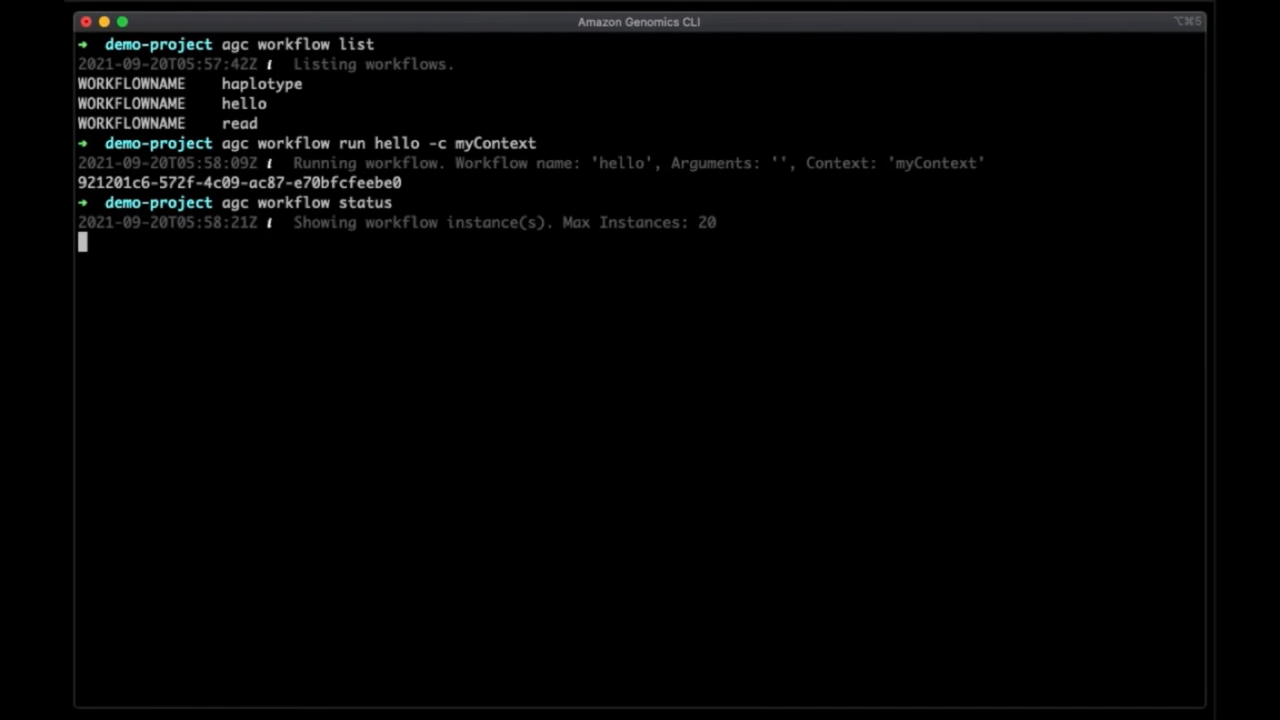 Amazon Genomics CLI
⌥⌘5
➜ demo-project agc workflow list
2021-09-20T05:57:42Z 𝒊 Listing workflows.
WORKFLOWNAME haplotype
WORKFLOWNAME hello
WORKFLOWNAME read
➜ demo-project agc workflow run hello -c myContext
2021-09-20T05:58:09Z 𝒊 Running workflow. Workflow name: 'hello', Arguments: '', Context: 'myContext'
921201c6-572f-4c09-ac87-e70bfcfeebe0
➜ demo-project agc workflow status
2021-09-20T05:58:21Z 𝒊 Showing workflow instance(s). Max Instances: 20